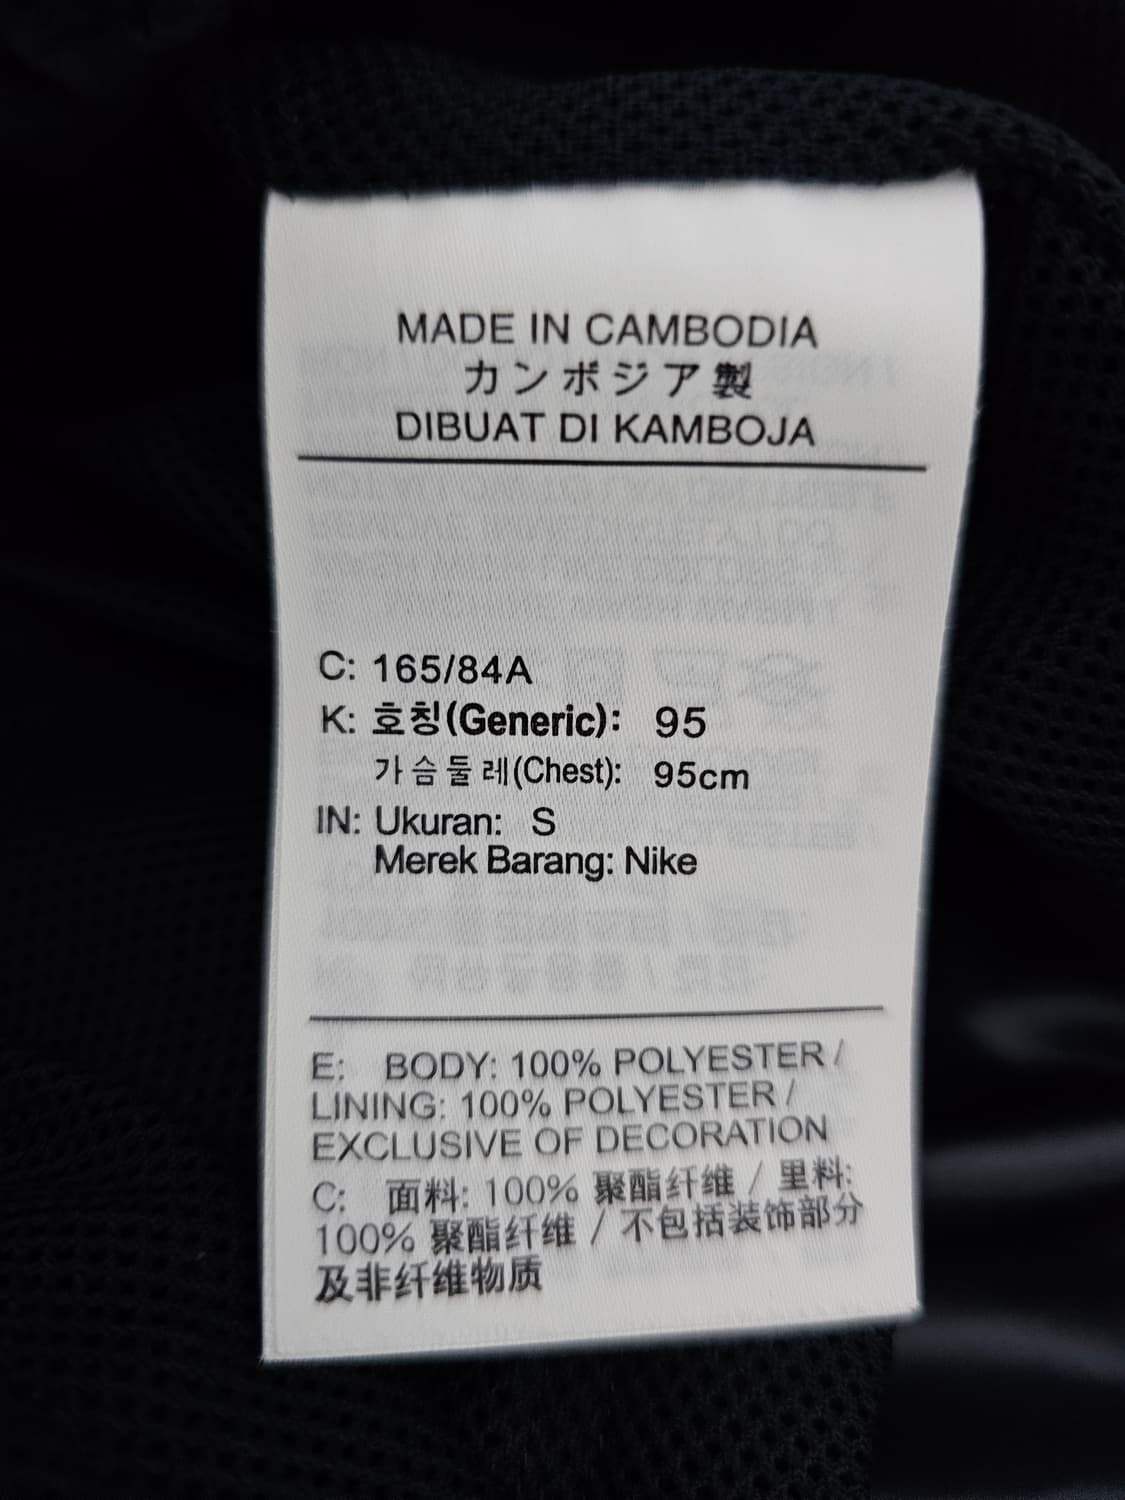 MADE IN CAMBODIA
カンボジア製
DIBUAT DI KAMBOJA
C: 165/84A
K: 호칭(Generic): 95
가슴둘레(Chest): 95cm
IN: Ukuran: S
Merek Barang: Nike
E: BODY: 100% POLYESTER /
LINING: 100% POLYESTER /
EXCLUSIVE OF DECORATION
C: 面料: 100% 聚酯纤维 / 里料:
100% 聚酯纤维 / 不包括装饰部分
及非纤维物质